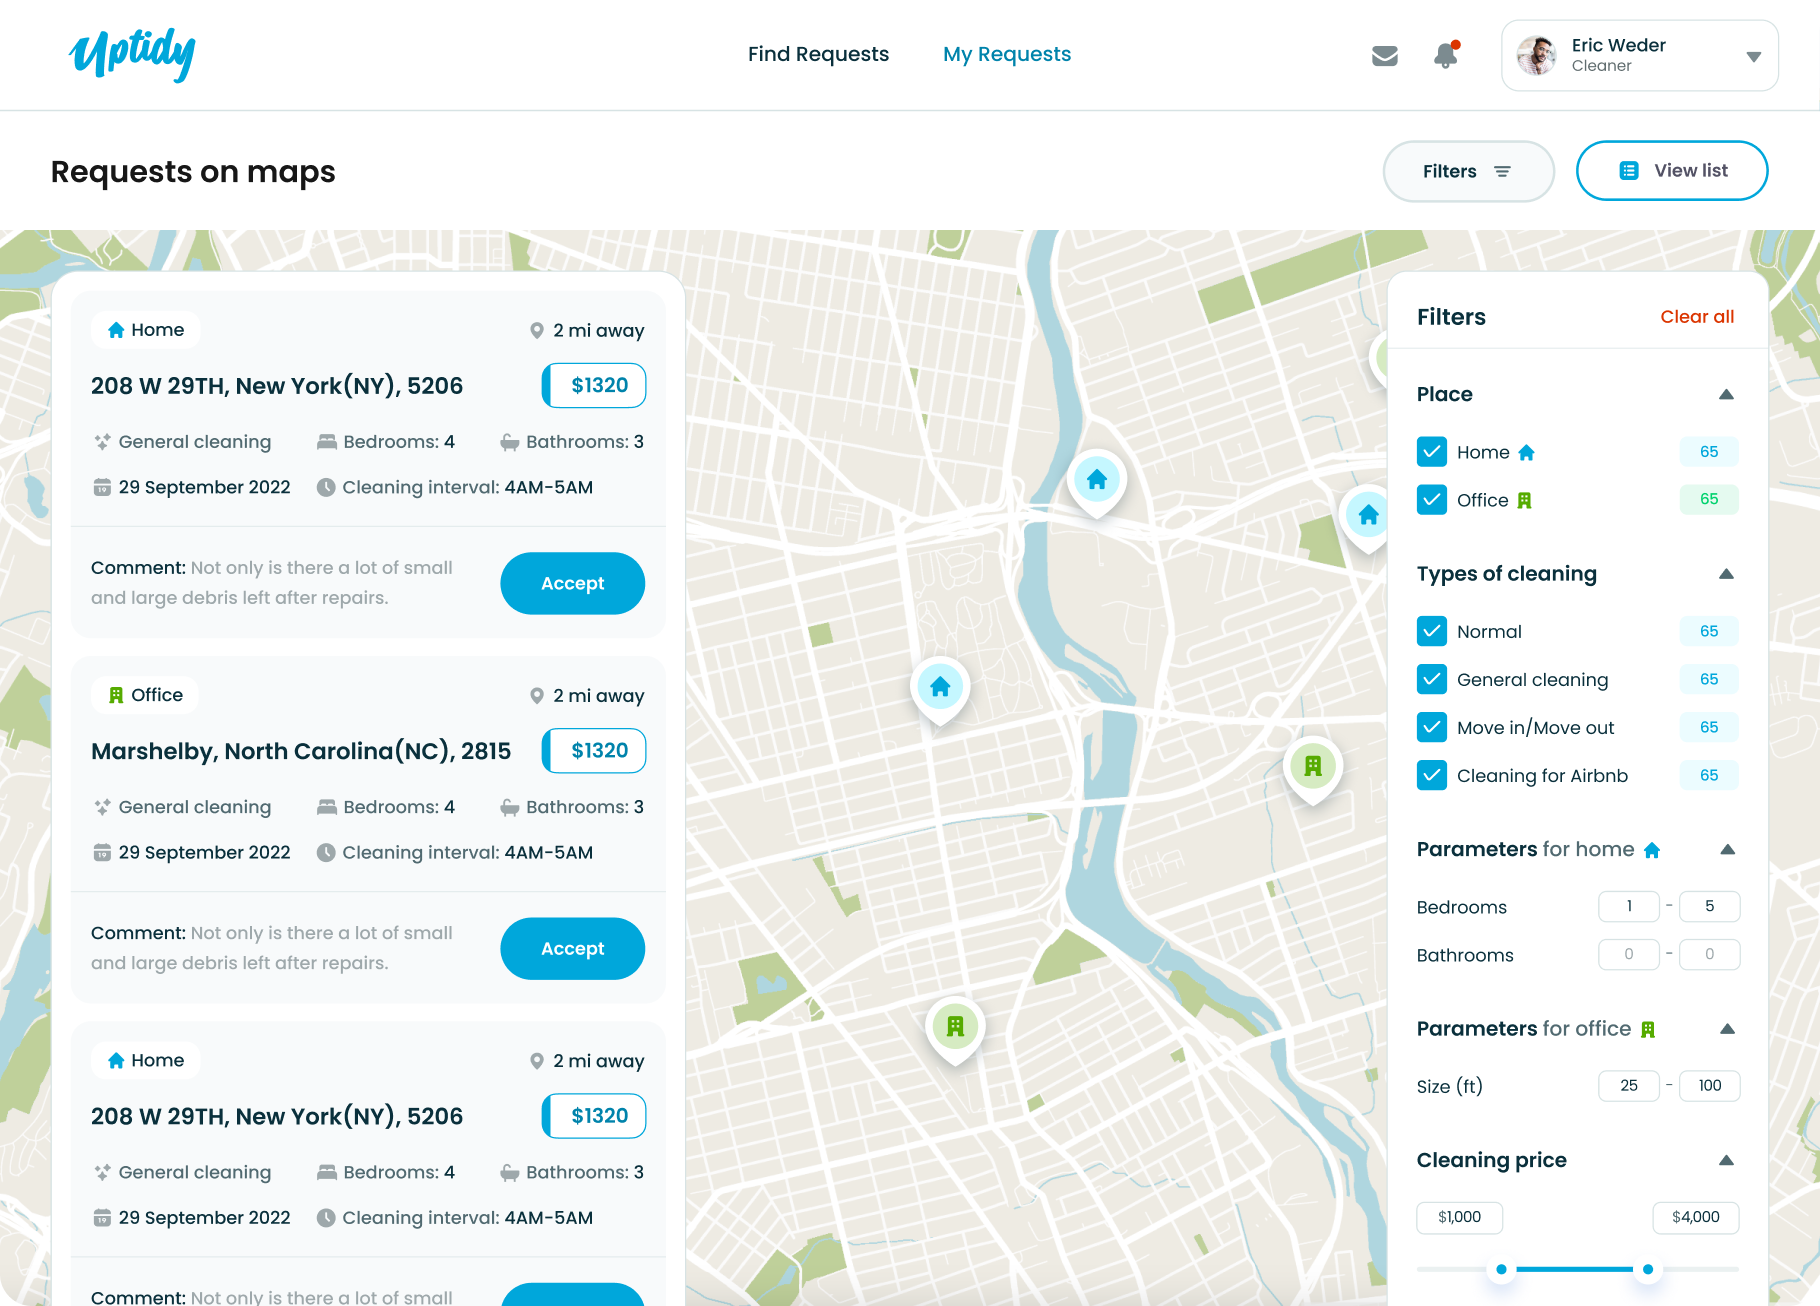 Uptidy
Find Requests
My Requests
Eric Weder
Cleaner
Requests on maps
Filters
View list
Home
2 mi away
208 W 29TH, New York(NY), 5206
$1320
General cleaning
Bedrooms: 4
Bathrooms: 3
19
29 September 2022
Cleaning interval: 4AM-5AM
Comment: Not only is there a lot of small
and large debris left after repairs.
Accept
Office
2 mi away
Marshelby, North Carolina(NC), 2815
$1320
General cleaning
Bedrooms: 4
Bathrooms: 3
19
29 September 2022
Cleaning interval: 4AM-5AM
Comment: Not only is there a lot of small
and large debris left after repairs.
Accept
Home
2 mi away
208 W 29TH, New York(NY), 5206
$1320
General cleaning
Bedrooms: 4
Bathrooms: 3
19
29 September 2022
Cleaning interval: 4AM-5AM
Comment: Not only is there a lot of small
Filters
Clear all
Place
Home
65
Office
65
Types of cleaning
Normal
65
General cleaning
65
Move in/Move out
65
Cleaning for Airbnb
65
Parameters for home
Bedrooms
1 - 5
Bathrooms
0 - 0
Parameters for office
Size (ft)
25 - 100
Cleaning price
$1,000
$4,000